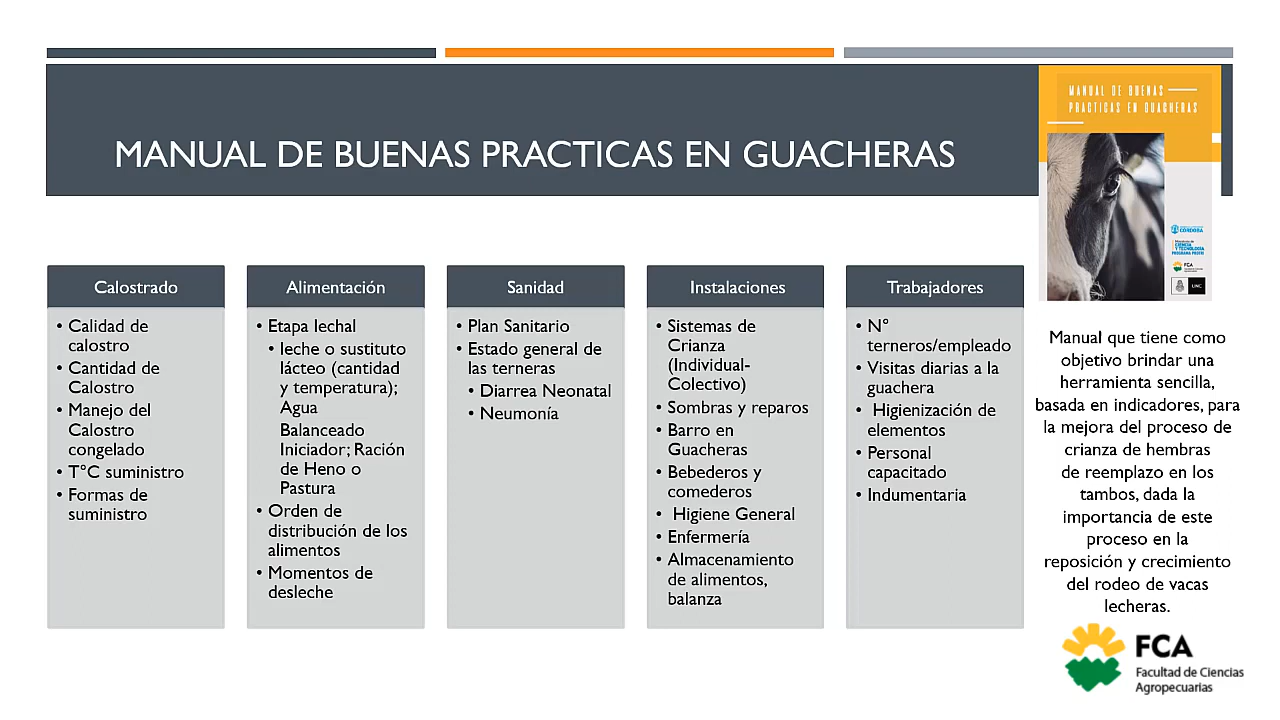 MANUAL DE BUENAS PRACTICAS EN GUACHERAS
MANUAL DE BUENAS
PRACTICAS EN GUACHERAS
CÓRDOBA
FCA
UNC
Calostrado
• Calidad de
calostro
• Cantidad de
Calostro
• Manejo del
Calostro
congelado
• T°C suministro
• Formas de
suministro
Alimentación
• Etapa lechal
• leche o sustituto
lácteo (cantidad
y temperatura);
Agua
Balanceado
Iniciador; Ración
de Heno o
Pastura
• Orden de
distribución de los
alimentos
• Momentos de
desleche
Sanidad
• Plan Sanitario
• Estado general de
las terneras
• Diarrea Neonatal
• Neumonía
Instalaciones
• Sistemas de
Crianza
(Individual-
Colectivo)
• Sombras y reparos
• Barro en
Guacheras
• Bebederos y
comederos
• Higiene General
• Enfermería
• Almacenamiento
de alimentos,
balanza
Trabajadores
• N°
terneros/empleado
• Visitas diarias a la
guachera
• Higienización de
elementos
• Personal
capacitado
• Indumentaria
Manual que tiene como
objetivo brindar una
herramienta sencilla,
basada en indicadores, para
la mejora del proceso de
crianza de hembras
de reemplazo en los
tambos, dada la
importancia de este
proceso en la
reposición y crecimiento
del rodeo de vacas
lecheras.
FCA
Facultad de Ciencias
Agropecuarias